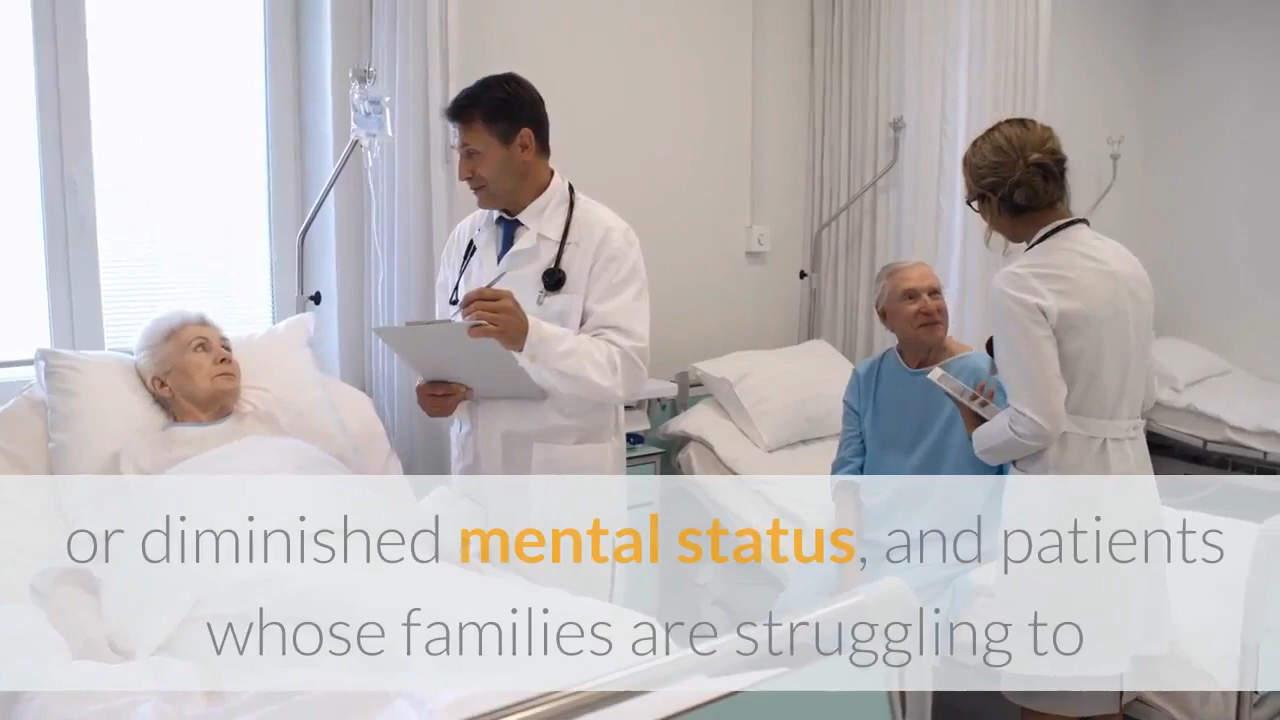 or diminished mental status, and patients
whose families are struggling to